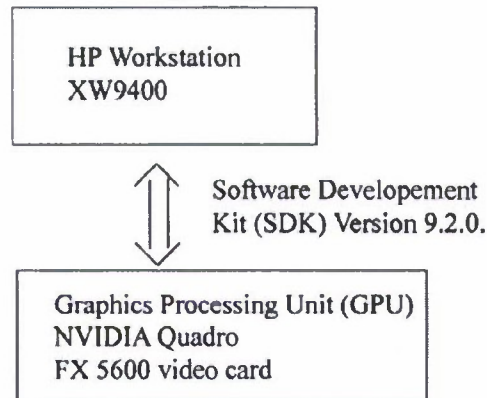 HP Workstation
XW9400
Software Developement
Kit (SDK) Version 9.2.0.
Graphics Processing Unit (GPU)
NVIDIA Quadro
FX 5600 video card